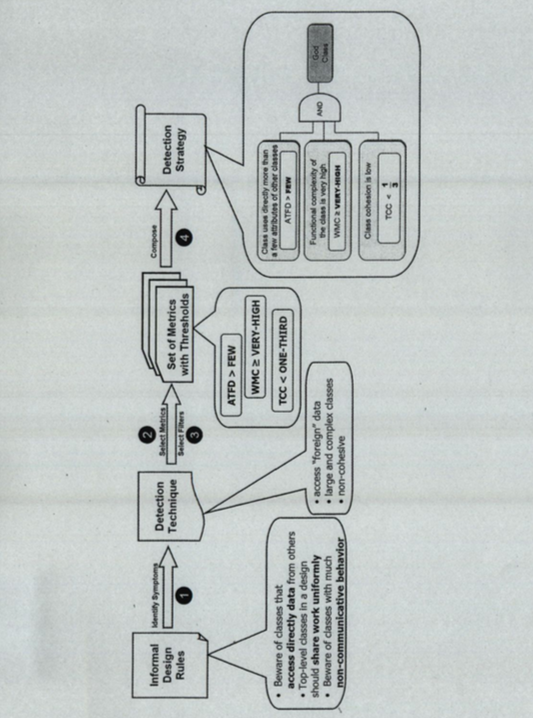 Informal
Design
Rules
Identify Symptoms
1
Detection
Technique
2
Select Metrics
Select Filters
3
Set of Metrics
with Thresholds
Compose
4
Detection
Strategy
• Beware of classes that
access directly data from others
• Top-level classes in a design
should share work uniformly
• Beware of classes with much
non-communicative behavior
• access "foreign" data
• large and complex classes
• non-cohesive
ATFD > FEW
WMC ≥ VERY-HIGH
TCC < ONE-THIRD
Class uses directly more than
a few attributes of other classes
ATFD > FEW
Functional complexity of
the class is very high
WMC ≥ VERY-HIGH
Class cohesion is low
TCC < 1
3
AND
God
Class